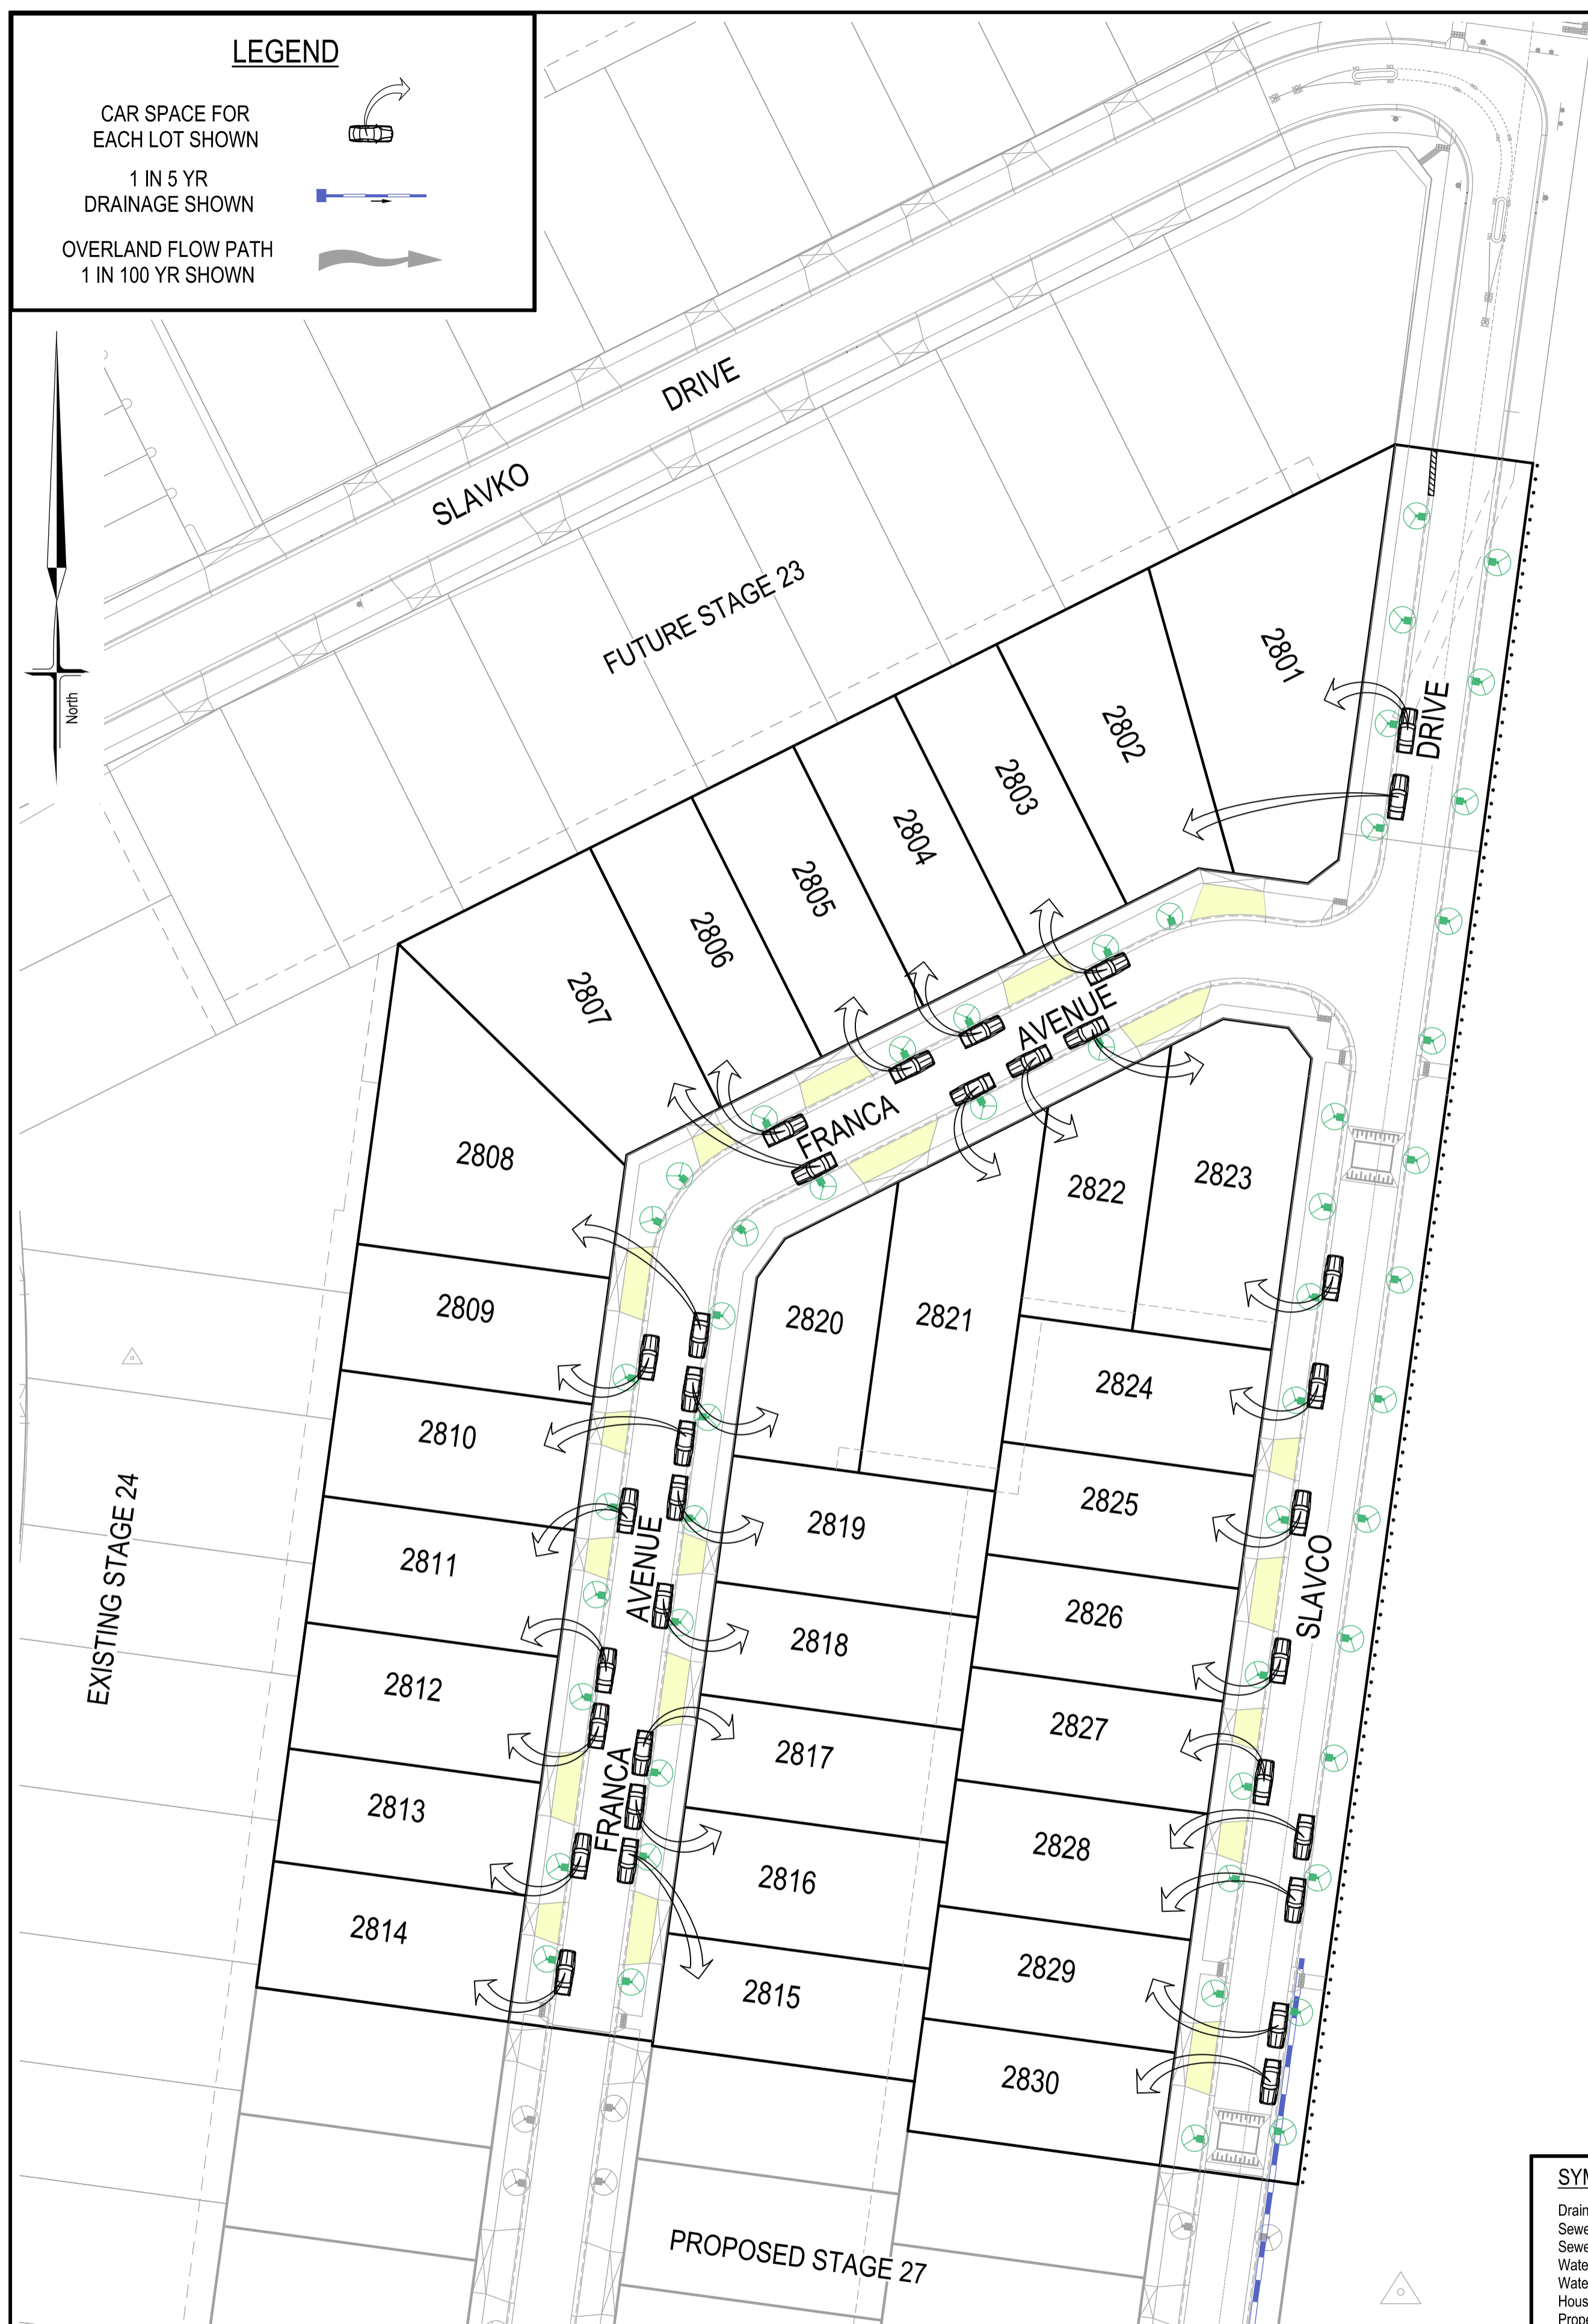 LEGEND
CAR SPACE FOR
EACH LOT SHOWN
1 IN 5 YR
DRAINAGE SHOWN
OVERLAND FLOW PATH
1 IN 100 YR SHOWN
North
SLAVKO
DRIVE
FUTURE STAGE 23
2801
2802
2803
2804
2805
2806
2807
2808
DRIVE
AVENUE
FRANCA
2809
2810
2811
2812
2813
2814
2820
2821
2822
2823
2824
2825
2819
2818
2817
2816
2815
2826
2827
2828
2829
2830
AVENUE
FRANCA
SLAVCO
EXISTING STAGE 24
PROPOSED STAGE 27
SYM
Drain
Sewe
Sewe
Wate
Wate
Hous
Prope